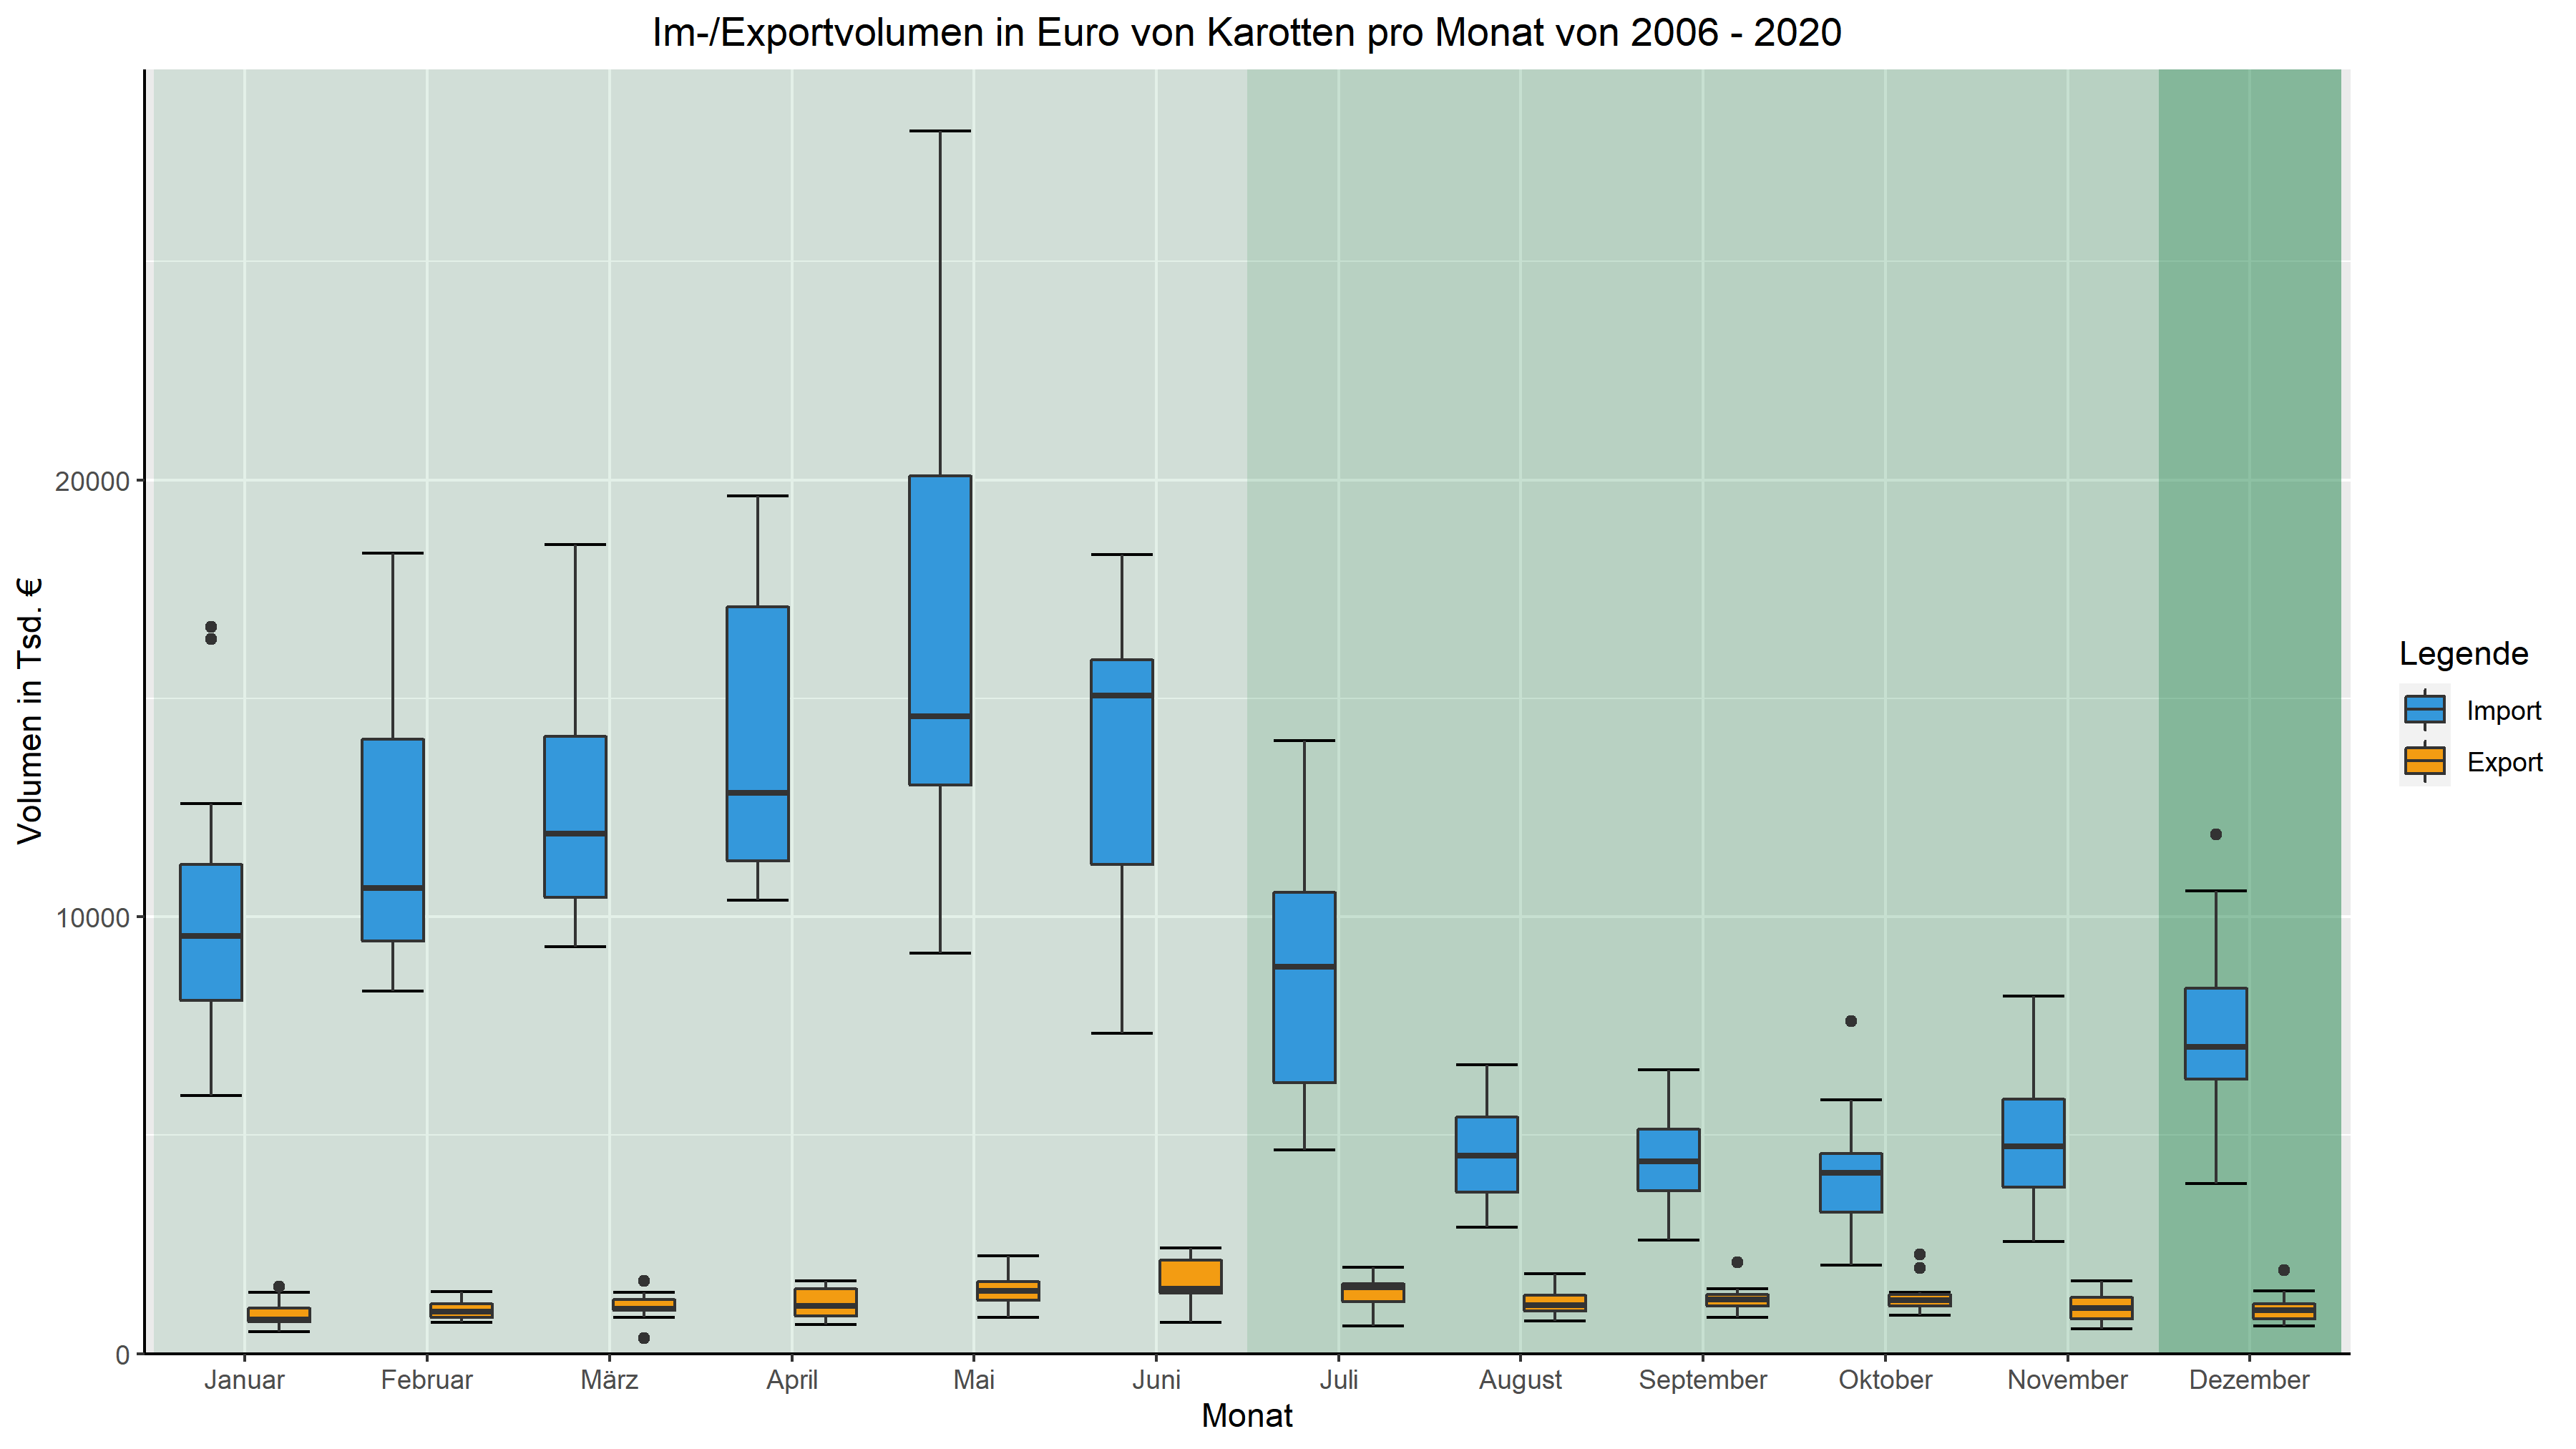 Im-/Exportvolumen in Euro von Karotten pro Monat von 2006 - 2020
Volumen in Tsd. €
20000
10000
0
Januar Februar März April Mai Juni Juli August September Oktober November Dezember
Monat
Legende
Import
Export